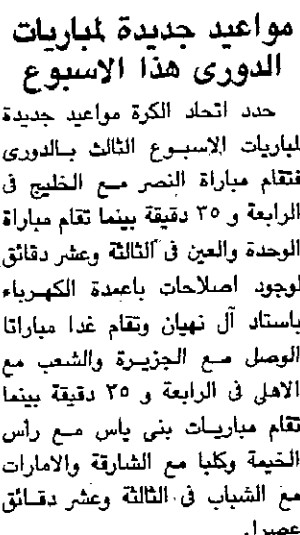 مواعيد جديدة لمباريات
الدورى هذا الاسبوع
حدد اتحاد الكرة مواعيد جديدة
لمباريات الاسبوع الثالث بالدورى
فتقام مباراة النصر مع الخليج فى
الرابعة و ٣٥ دقيقة بينما تقام مباراة
الوحدة والعين فى الثالثة وعشر دقائق
لوجود اصلاحات باعمدة الكهرباء
باستاد آل نهيان وتقام غدا مباراتا
الوصل مع الجزيرة والشعب مع
الاهلى فى الرابعة و ٣٥ دقيقة بينما
تقام مباريات بنى ياس مع رأس
الخيمة وكلبا مع الشارقة والامارات
مع الشباب فى الثالثة وعشر دقائق
عصرا.